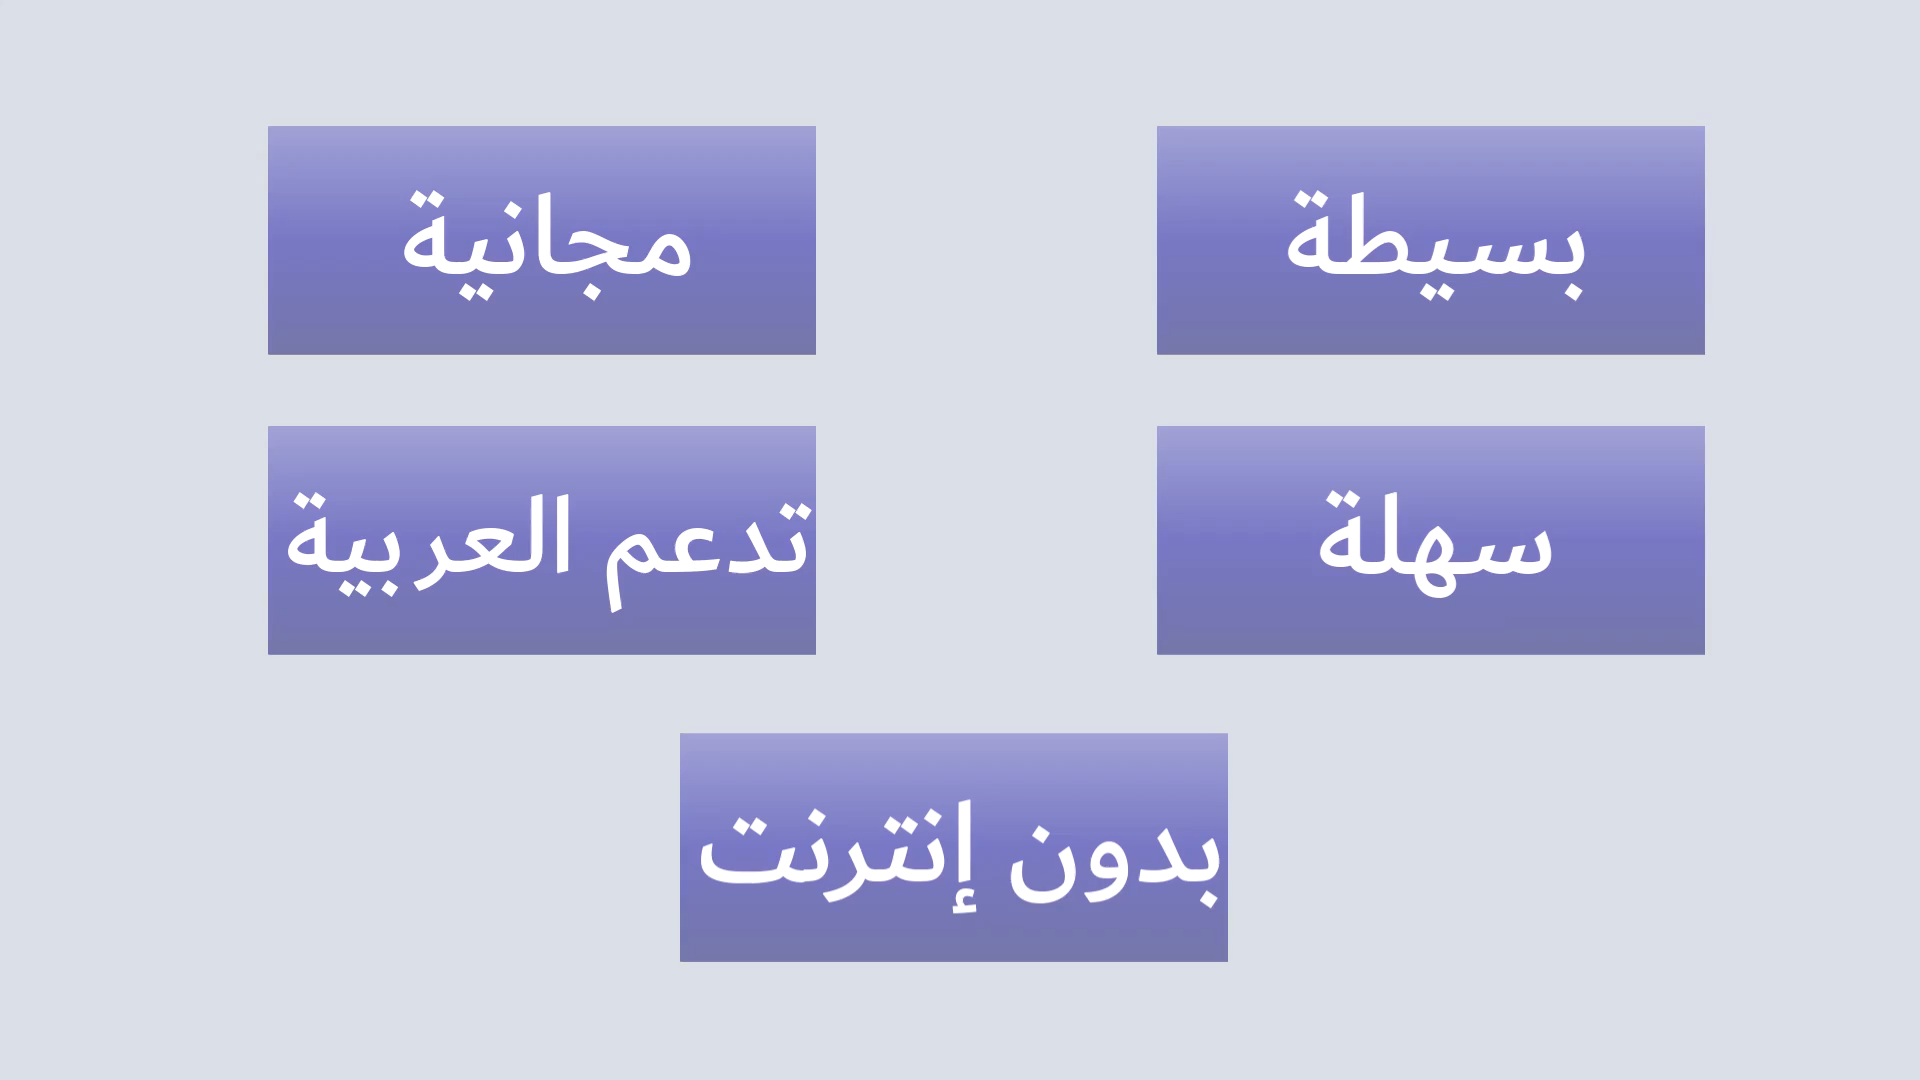 بسيطة
مجانية
سهلة
تدعم العربية
بدون إنترنت